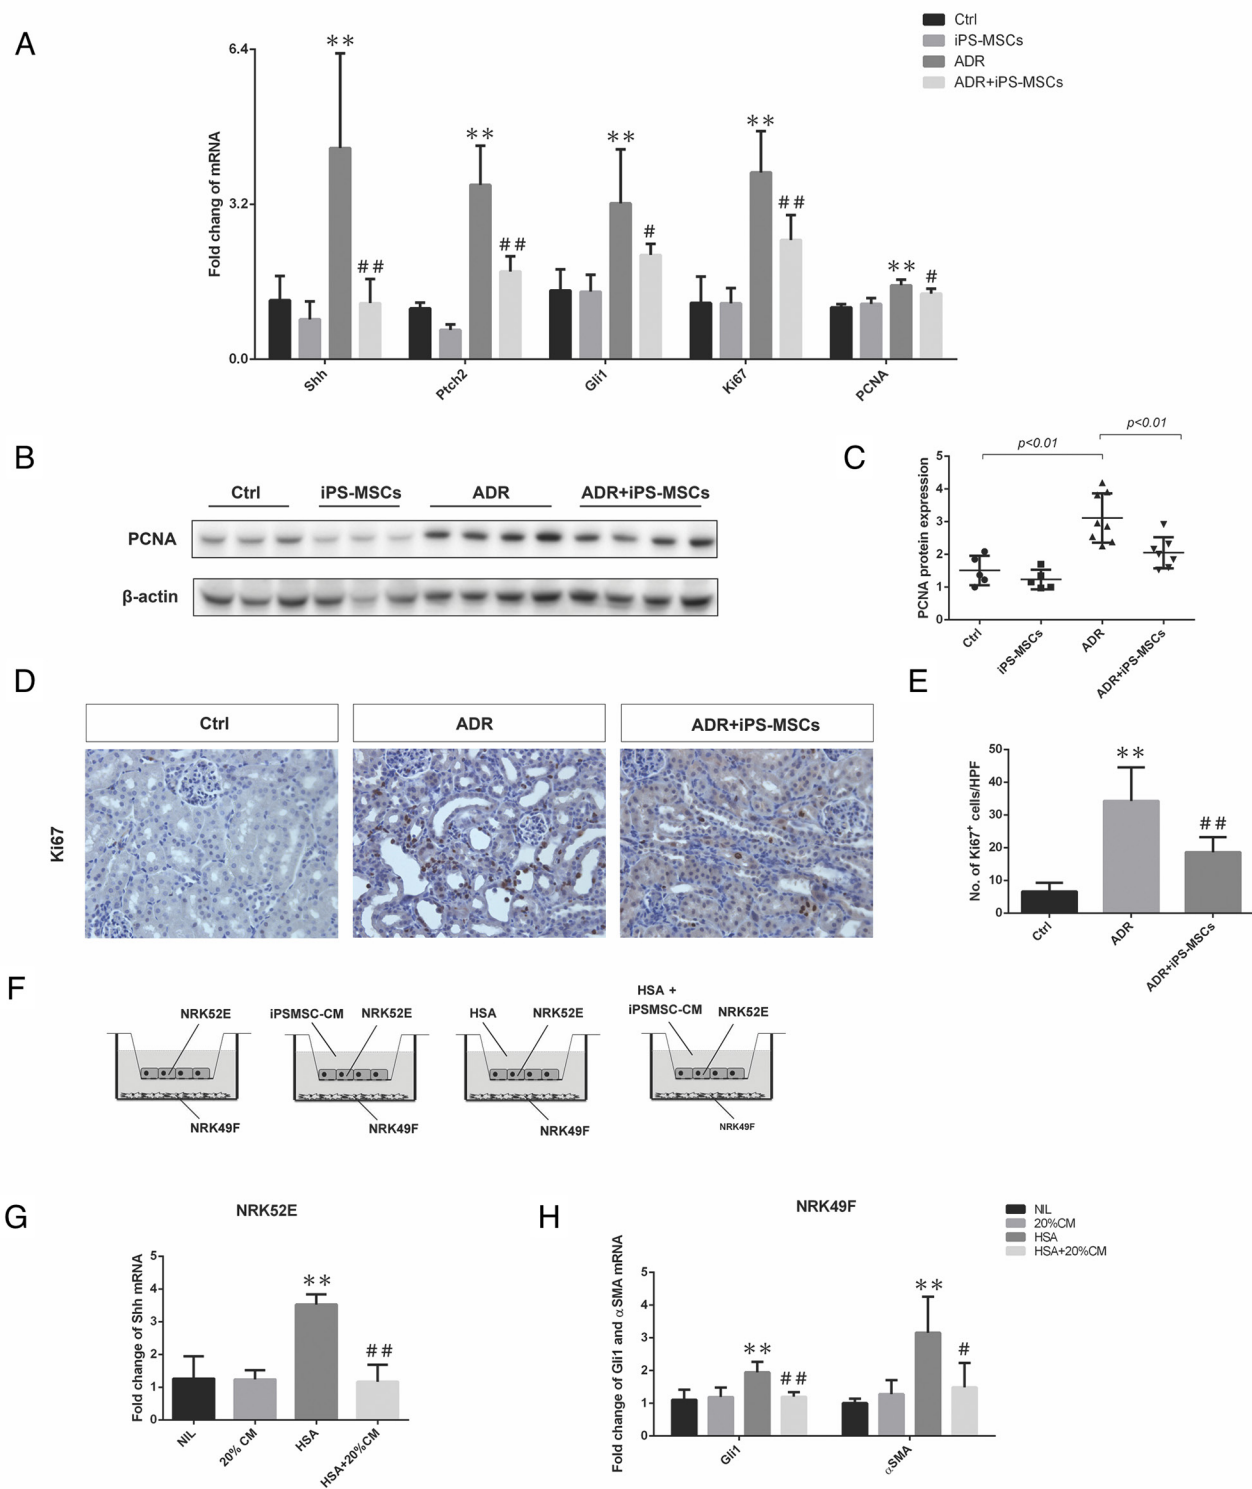 A
Ctrl
iPS-MSCs
ADR
ADR+iPS-MSCs
Fold chang of mRNA
6.4
3.2
0.0
**
##
**
##
**
#
**
##
**
#
Shh
Ptch2
Gli1
Ki67
PCNA
B
Ctrl
iPS-MSCs
ADR
ADR+iPS-MSCs
PCNA
β-actin
C
p<0.01
p<0.01
PCNA protein expression
5
4
3
2
1
0
Ctrl
iPS-MSCs
ADR
ADR+iPS-MSCs
D
Ctrl
ADR
ADR+iPS-MSCs
Ki67
E
No. of Ki67+ cells/HPF
50
40
30
20
10
0
**
##
Ctrl
ADR
ADR+iPS-MSCs
F
NRK52E
NRK49F
iPSMSC-CM
NRK52E
NRK49F
HSA
NRK52E
NRK49F
HSA +
iPSMSC-CM
NRK52E
NRK49F
G
NRK52E
Fold change of Shh mRNA
5
4
3
2
1
0
**
##
NIL
20% CM
HSA
HSA+20%CM
H
NRK49F
NIL
20%CM
HSA
HSA+20%CM
Fold change of Gli1 and αSMA mRNA
5
4
3
2
1
0
**
##
**
#
Gli1
αSMA